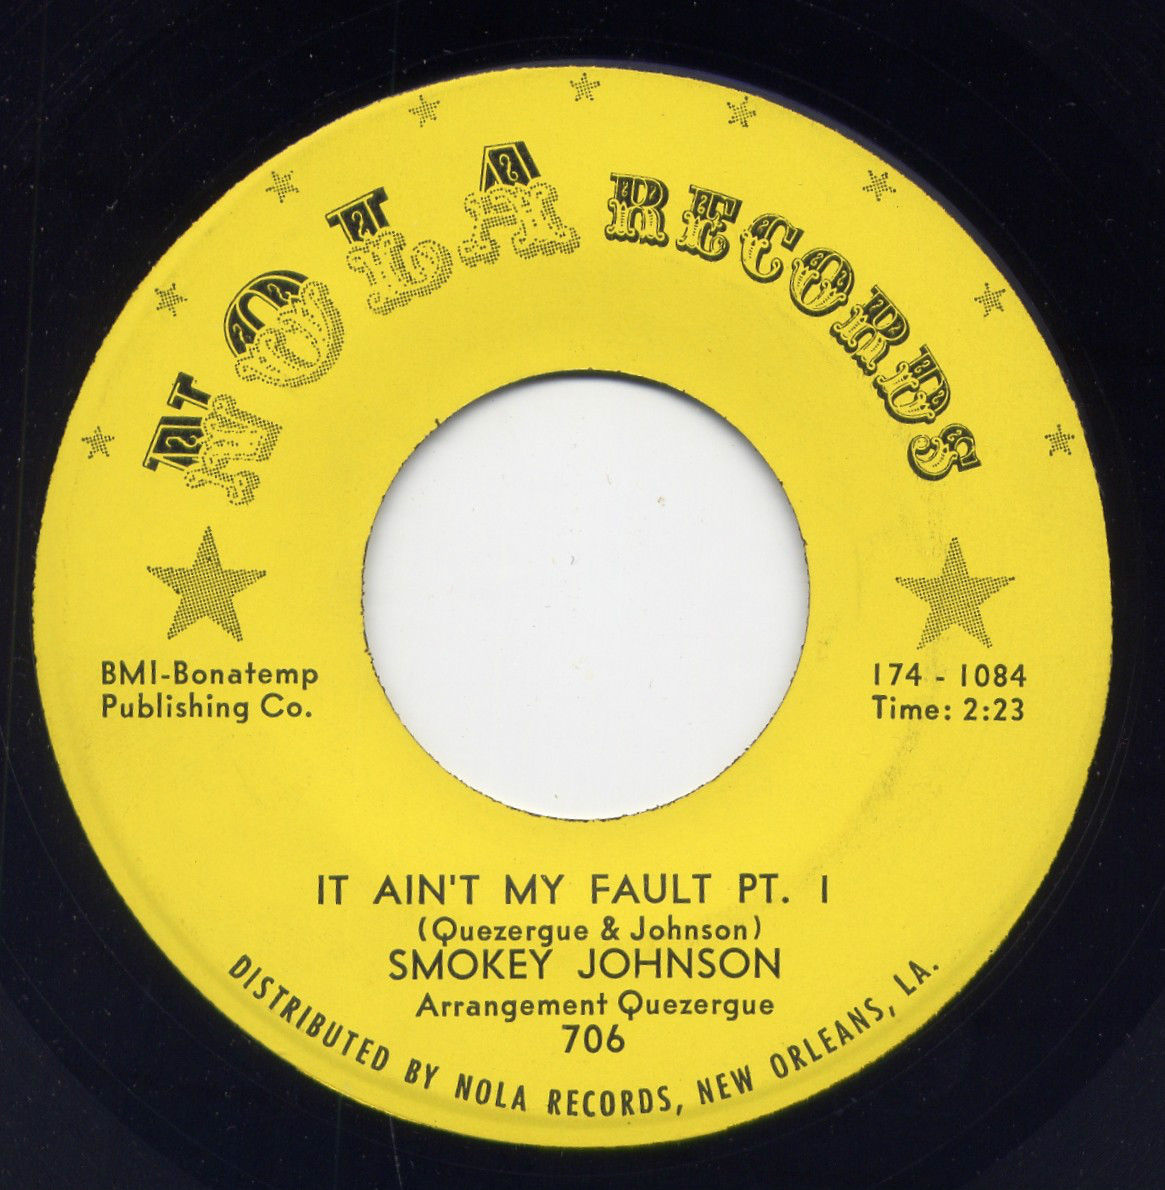 NOLA RECORDS
BMI-Bonatemp
Publishing Co.
174 - 1084
Time: 2:23
IT AIN'T MY FAULT PT. 1
(Quezergue & Johnson)
SMOKEY JOHNSON
Arrangement Quezergue
706
DISTRIBUTED BY NOLA RECORDS, NEW ORLEANS, LA.